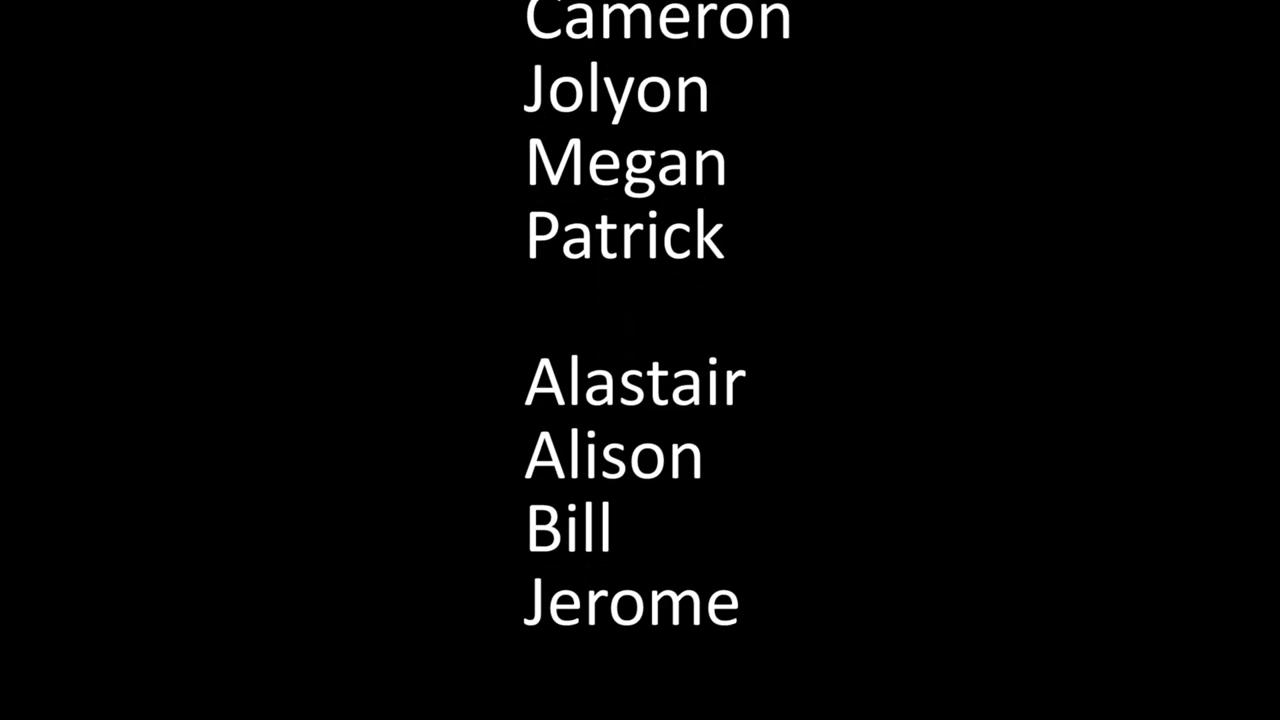 Cameron
Jolyon
Megan
Patrick
Alastair
Alison
Bill
Jerome